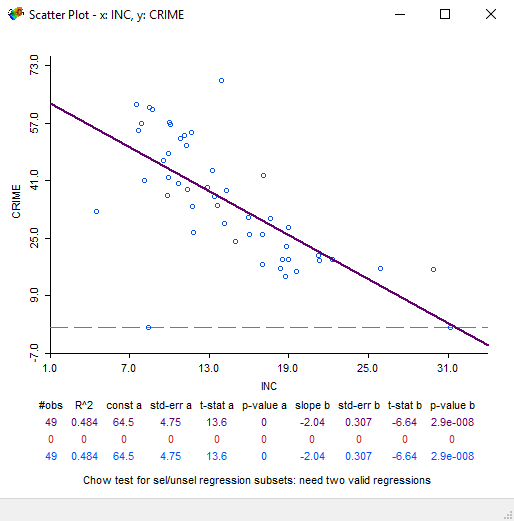 Scatter Plot - x: INC, y: CRIME
73.0
57.0
41.0
25.0
9.0
-7.0
CRIME
1.0 7.0 13.0 19.0 25.0 31.0
INC
#obs R^2 const a std-err a t-stat a p-value a slope b std-err b t-stat b p-value b
49 0.484 64.5 4.75 13.6 0 -2.04 0.307 -6.64 2.9e-008
0 0 0 0 0 0 0 0 0 0
49 0.484 64.5 4.75 13.6 0 -2.04 0.307 -6.64 2.9e-008
Chow test for sel/unsel regression subsets: need two valid regressions